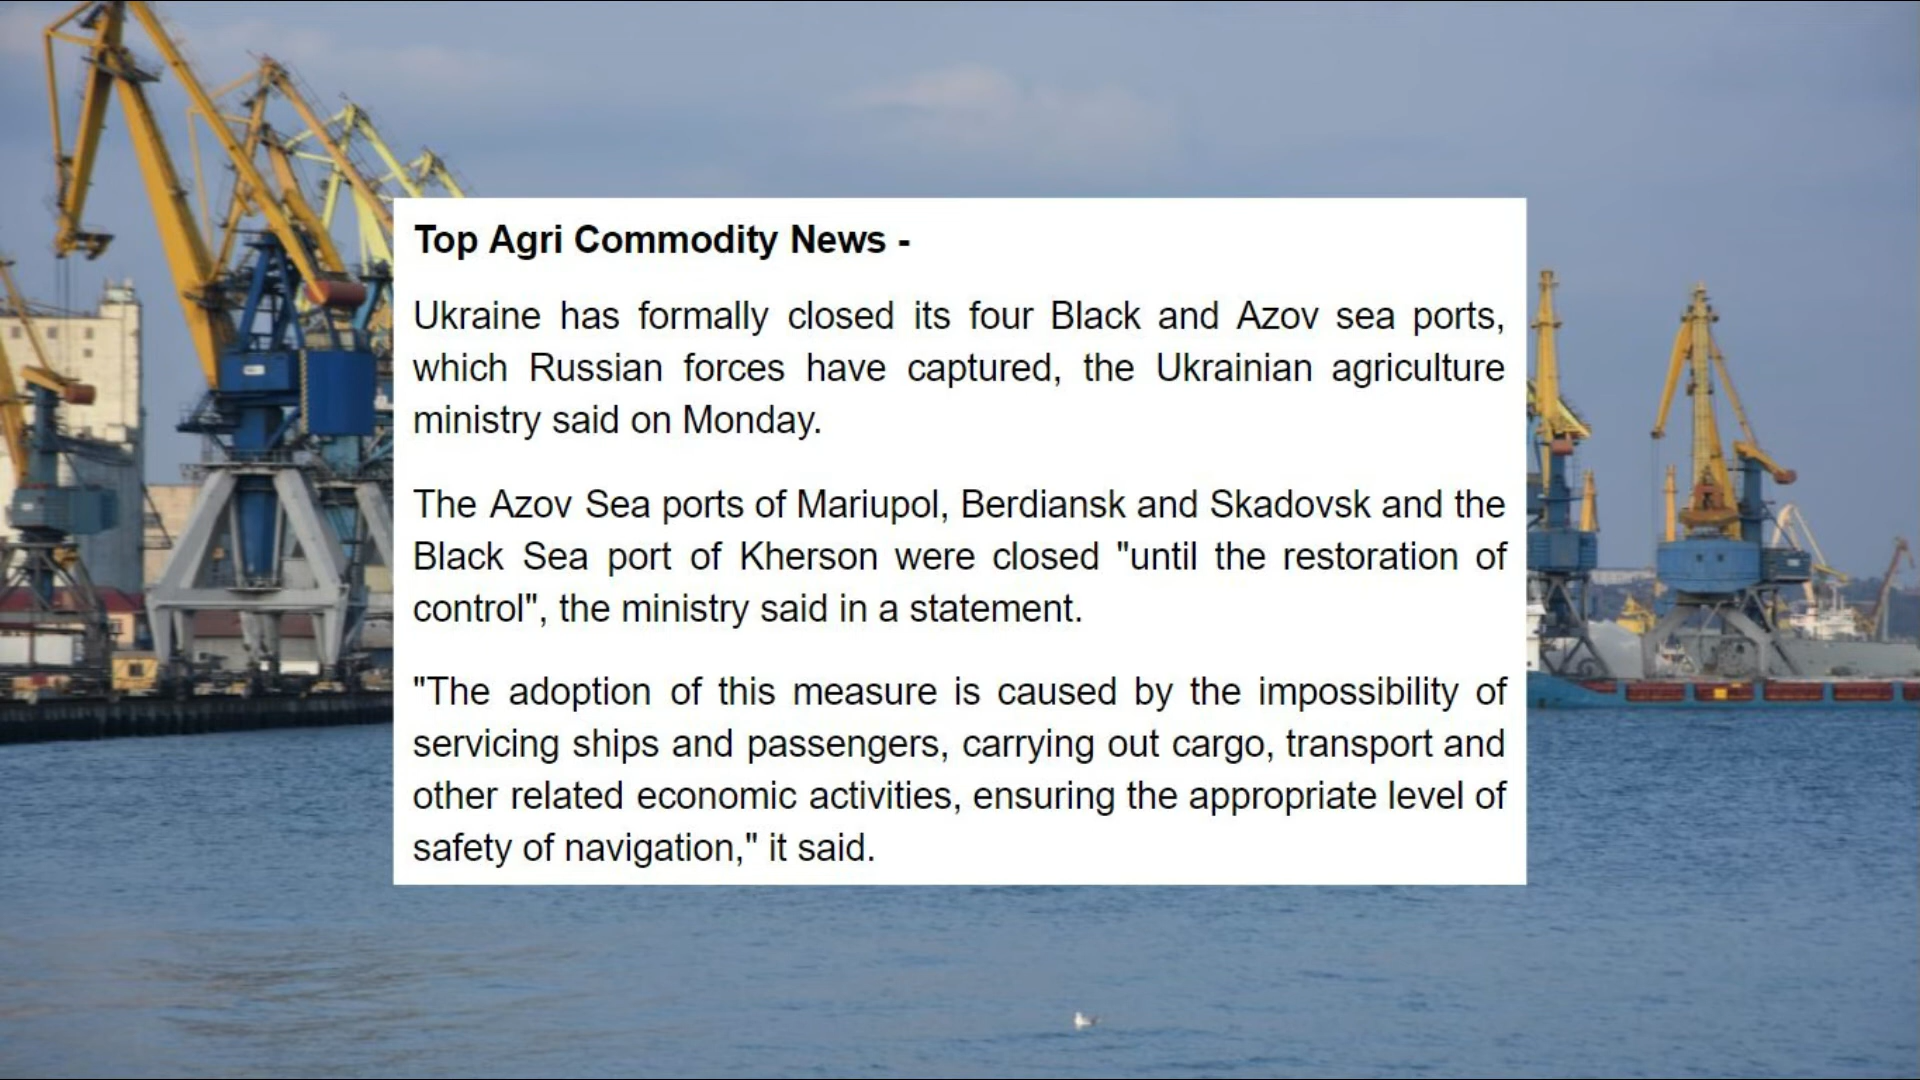 Top Agri Commodity News -
Ukraine has formally closed its four Black and Azov sea ports,
which Russian forces have captured, the Ukrainian agriculture
ministry said on Monday.
The Azov Sea ports of Mariupol, Berdiansk and Skadovsk and the
Black Sea port of Kherson were closed "until the restoration of
control", the ministry said in a statement.
"The adoption of this measure is caused by the impossibility of
servicing ships and passengers, carrying out cargo, transport and
other related economic activities, ensuring the appropriate level of
safety of navigation," it said.